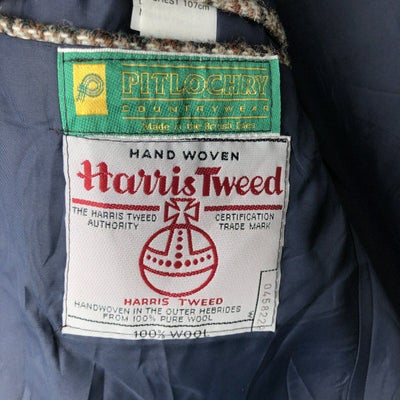 CHEST 107cm
PITLOCHRY
COUNTRYWEAR
Made in the British Isles
HAND WOVEN
Harris Tweed
THE HARRIS TWEED AUTHORITY
CERTIFICATION TRADE MARK
HARRIS TWEED
HANDWOVEN IN THE OUTER HEBRIDES
FROM 100% PURE WOOL
100% WOOL